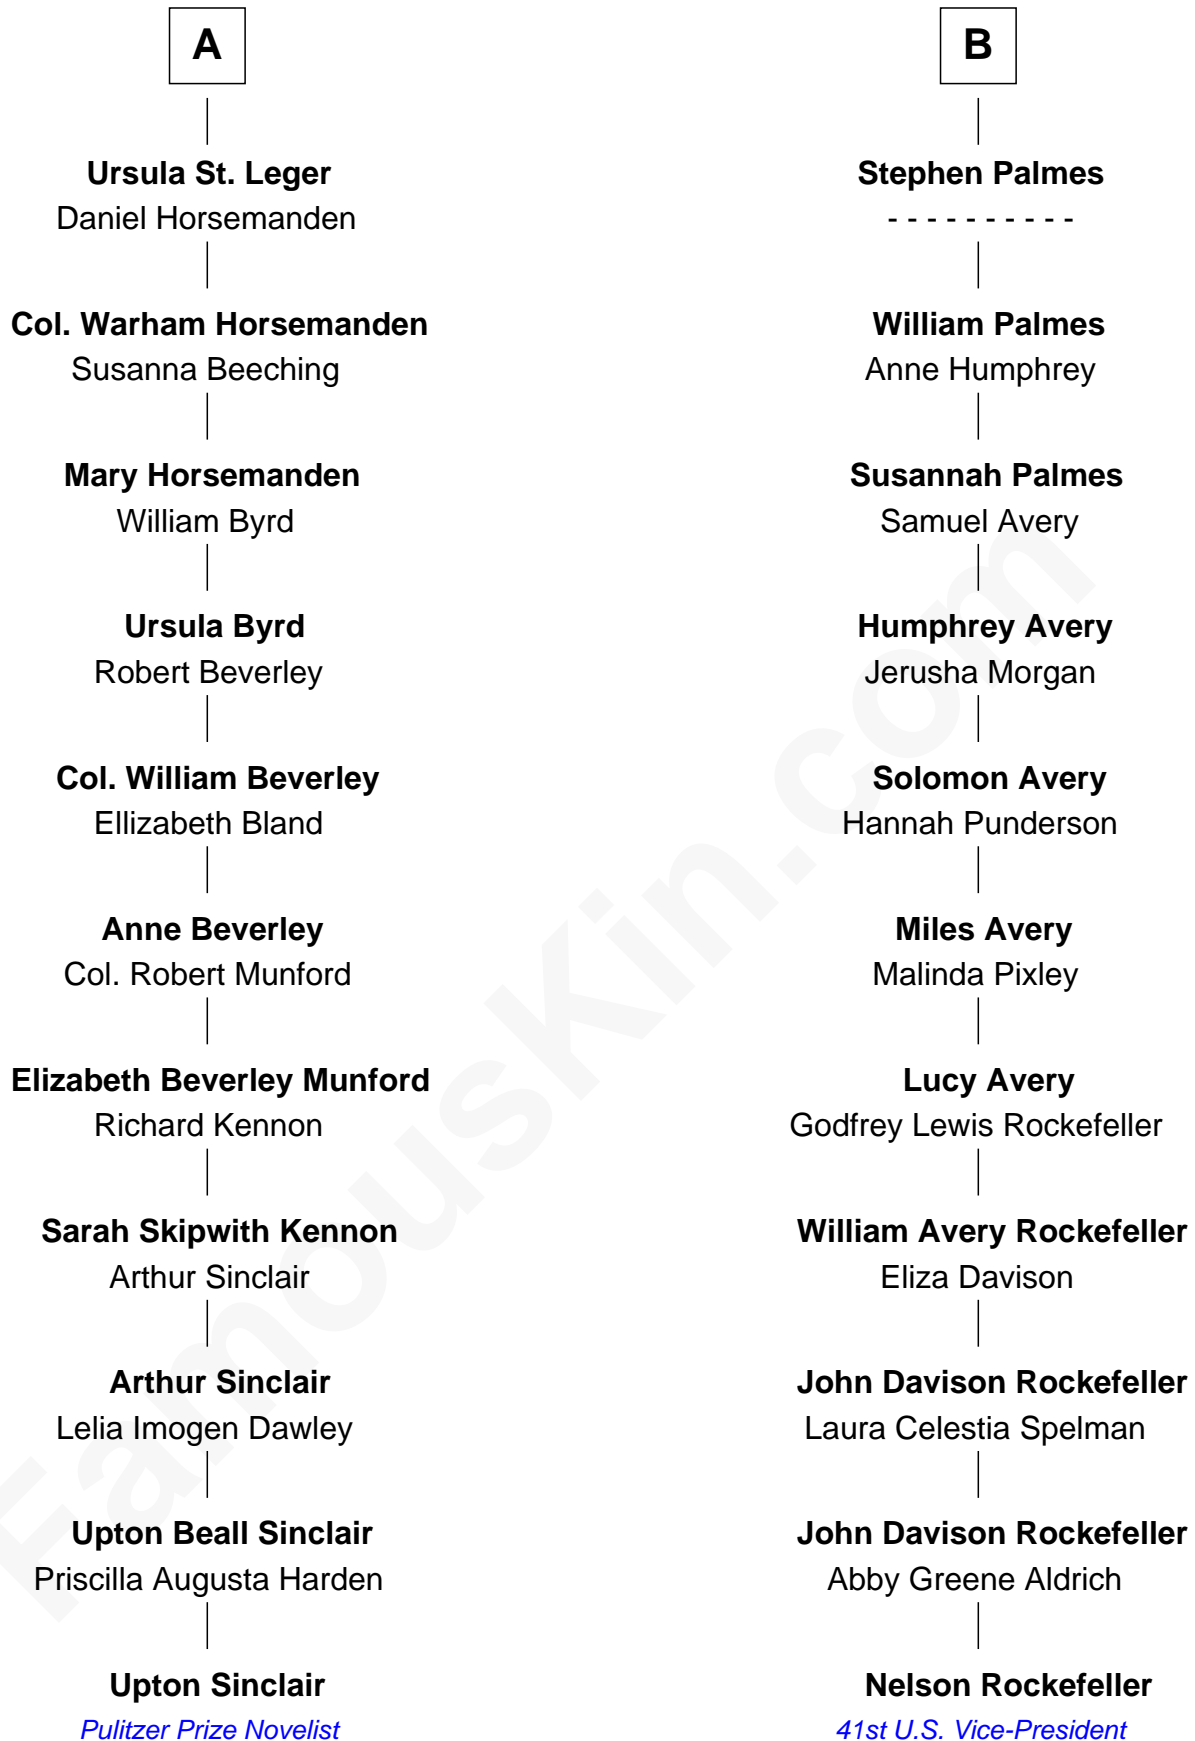 A
B
Ursula St. Leger
Stephen Palmes
Daniel Horsemanden
- - - - - - - - - -
Col. Warham Horsemanden
William Palmes
Susanna Beeching
Anne Humphrey
Mary Horsemanden
Susannah Palmes
William Byrd
Samuel Avery
Ursula Byrd
Humphrey Avery
Robert Beverley
Jerusha Morgan
Col. William Beverley
Solomon Avery
Ellizabeth Bland
Hannah Punderson
Anne Beverley
Miles Avery
Col. Robert Munford
Malinda Pixley
Elizabeth Beverley Munford
Lucy Avery
Richard Kennon
Godfrey Lewis Rockefeller
Sarah Skipwith Kennon
William Avery Rockefeller
Arthur Sinclair
Eliza Davison
Arthur Sinclair
John Davison Rockefeller
Lelia Imogen Dawley
Laura Celestia Spelman
Upton Beall Sinclair
John Davison Rockefeller
Priscilla Augusta Harden
Abby Greene Aldrich
Upton Sinclair
Nelson Rockefeller
Pulitzer Prize Novelist
41st U.S. Vice-President
FamousKin.com